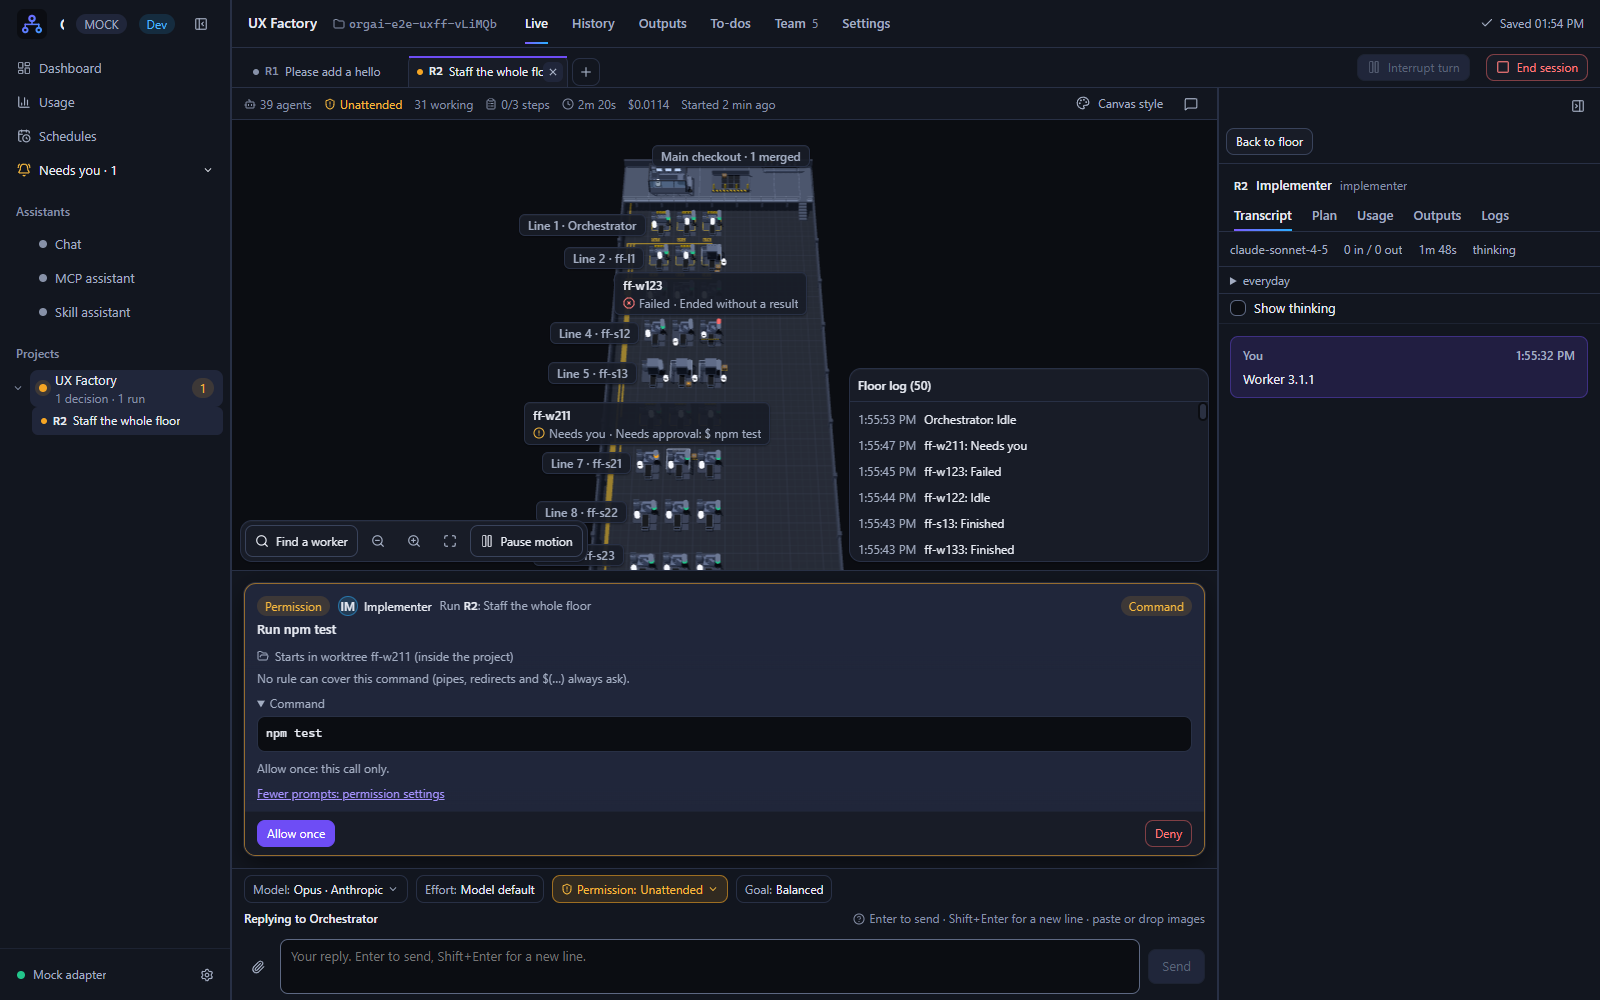 MOCK
Dev
Dashboard
Usage
Schedules
Needs you · 1
Assistants
Chat
MCP assistant
Skill assistant
Projects
UX Factory
1 decision · 1 run
1
R2 Staff the whole floor
Mock adapter
UX Factory
orgai-e2e-uxff-vLiMQb
Live
History
Outputs
To-dos
Team 5
Settings
Saved 01:54 PM
R1 Please add a hello
R2 Staff the whole flc
Interrupt turn
End session
39 agents
Unattended
31 working
0/3 steps
2m 20s
$0.0114
Started 2 min ago
Canvas style
Main checkout · 1 merged
Line 1 · Orchestrator
Line 2 · ff-l1
ff-w123
Failed · Ended without a result
Line 4 · ff-s12
Line 5 · ff-s13
ff-w211
Needs you · Needs approval: $ npm test
Line 7 · ff-s21
Line 8 · ff-s22
ff-s23
Find a worker
Pause motion
Floor log (50)
1:55:53 PM Orchestrator: Idle
1:55:47 PM ff-w211: Needs you
1:55:45 PM ff-w123: Failed
1:55:44 PM ff-w122: Idle
1:55:43 PM ff-s13: Finished
1:55:43 PM ff-w133: Finished
Permission
IM
Implementer
Run R2: Staff the whole floor
Command
Run npm test
Starts in worktree ff-w211 (inside the project)
No rule can cover this command (pipes, redirects and $(...) always ask).
Command
npm test
Allow once: this call only.
Fewer prompts: permission settings
Allow once
Deny
Model: Opus · Anthropic
Effort: Model default
Permission: Unattended
Goal: Balanced
Replying to Orchestrator
Enter to send · Shift+Enter for a new line · paste or drop images
Your reply. Enter to send, Shift+Enter for a new line.
Send
Back to floor
R2 Implementer implementer
Transcript
Plan
Usage
Outputs
Logs
claude-sonnet-4-5
0 in / 0 out
1m 48s
thinking
everyday
Show thinking
You
1:55:32 PM
Worker 3.1.1